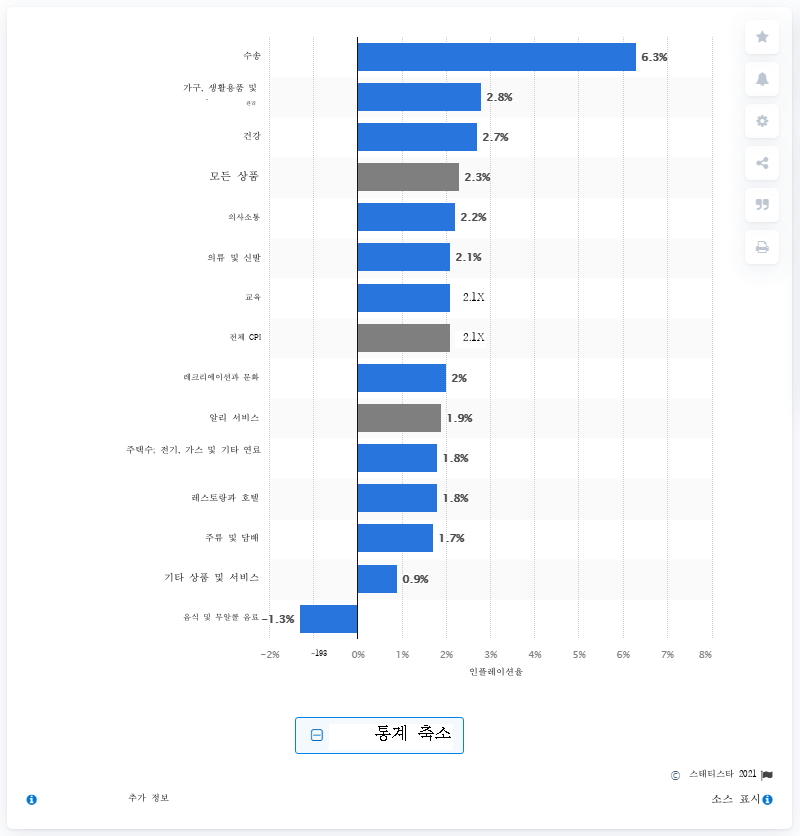 수송
6.3%
가구, 생활용품 및
2.8%
건강
2.7%
모든 상품
2.3%
의사소통
2.2%
의류 및 신발
2.1%
교육
2.1X
전체 CPI
2.1X
레크리에이션과 문화
2%
알리 서비스
1.9%
주택수; 전기, 가스 및 기타 연료
1.8%
레스토랑과 호텔
1.8%
주류 및 담배
1.7%
기타 상품 및 서비스
0.9%
음식 및 무알콜 음료
-1.3%
-2% -193 0% 1% 2% 3% 4% 5% 6% 7% 8%
인플레이션율
통계 축소
© 스태티스타 2021
추가 정보
소스 표시